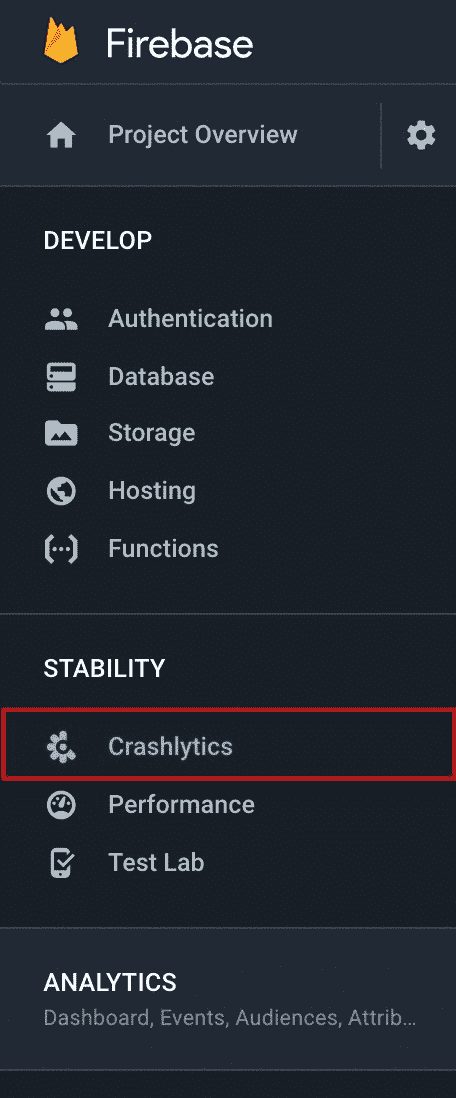 Firebase
Project Overview
DEVELOP
Authentication
Database
Storage
Hosting
Functions
STABILITY
Crashlytics
Performance
Test Lab
ANALYTICS
Dashboard, Events, Audiences, Attrib...